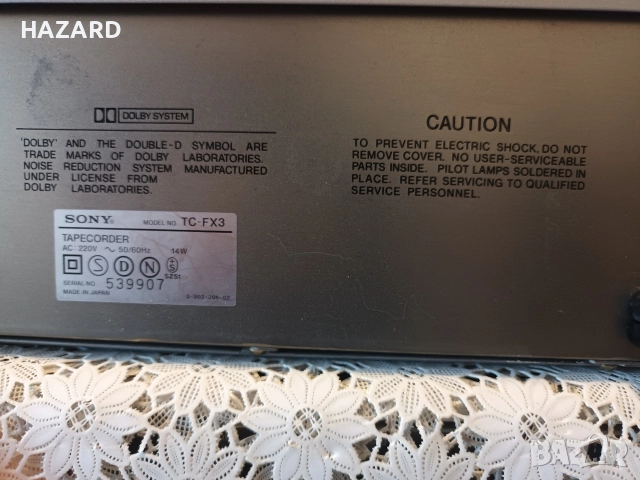 HAZARD
DOLBY SYSTEM
'DOLBY' AND THE DOUBLE-D SYMBOL ARE
TRADE MARKS OF DOLBY LABORATORIES.
NOISE REDUCTION SYSTEM MANUFACTURED
UNDER LICENSE FROM
DOLBY LABORATORIES.
CAUTION
TO PREVENT ELECTRIC SHOCK, DO NOT
REMOVE COVER. NO USER-SERVICEABLE
PARTS INSIDE. PILOT LAMPS SOLDERED IN
PLACE. REFER SERVICING TO QUALIFIED
SERVICE PERSONNEL.
SONY MODEL NO. TC-FX3
TAPECORDER
AC 220V ~ 50/60Hz 14W
S D N S
5251
SERIAL NO. 539907
MADE IN JAPAN
BAZAR